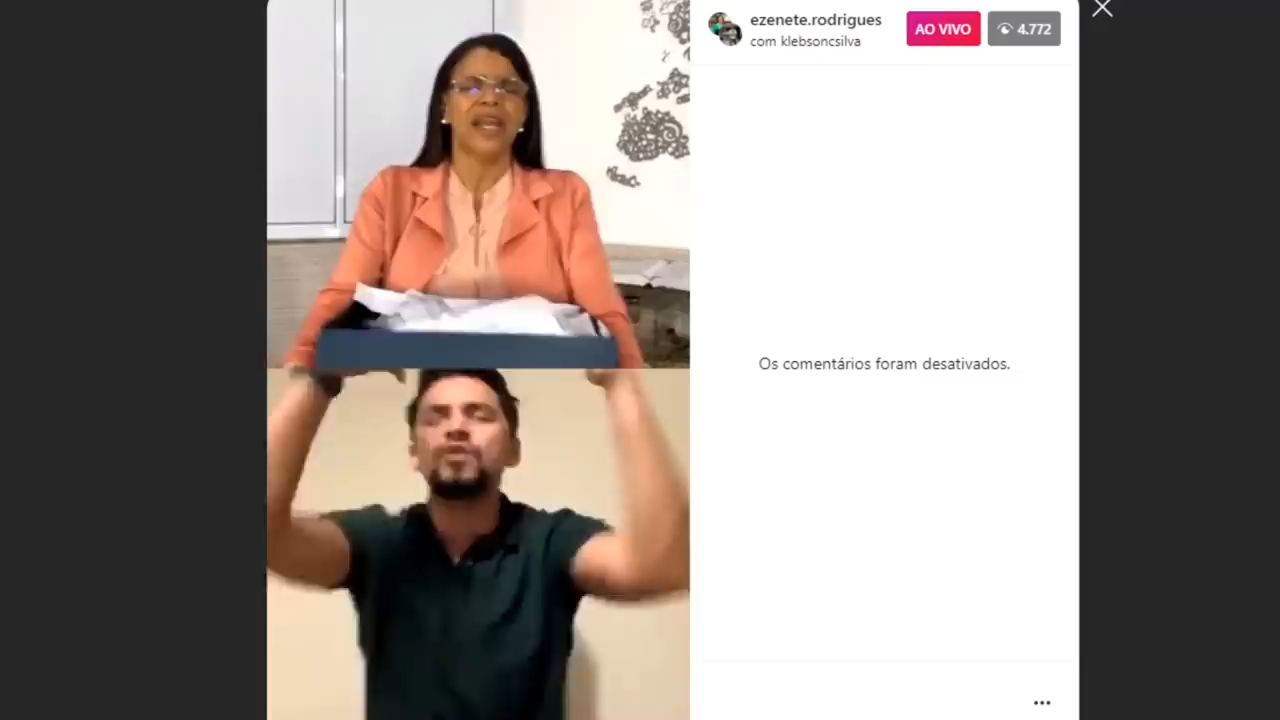 ezenete.rodrigues
com klebsoncsilva
AO VIVO
4.772
Os comentários foram desativados.